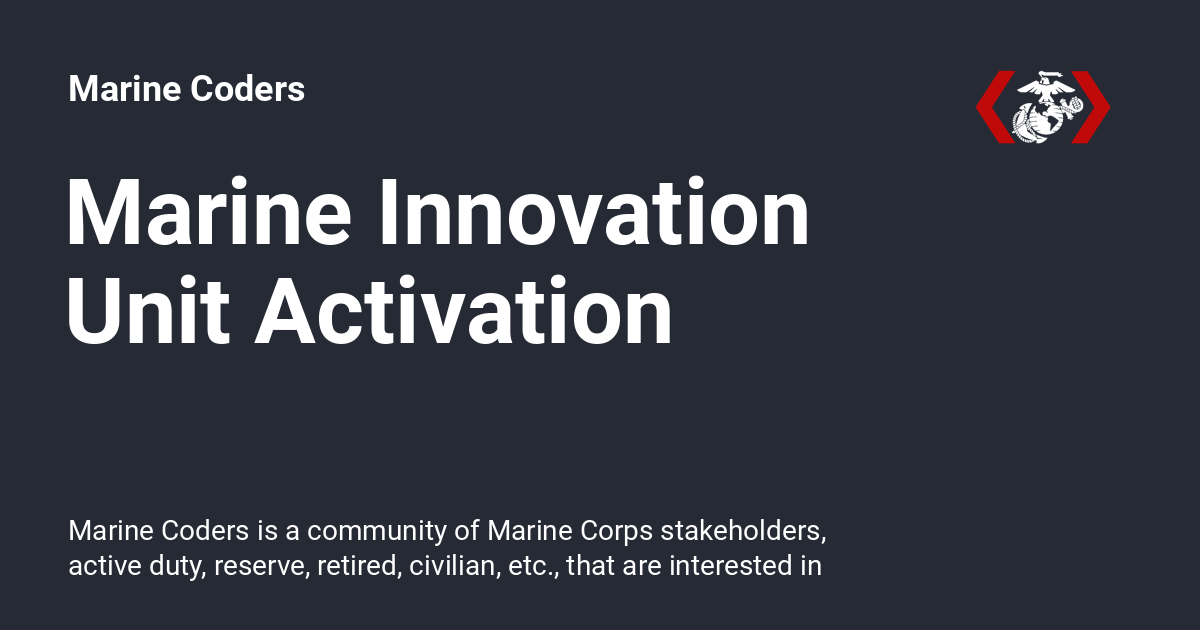 Marine Coders
Marine Innovation
Unit Activation
Marine Coders is a community of Marine Corps stakeholders,
active duty, reserve, retired, civilian, etc., that are interested in